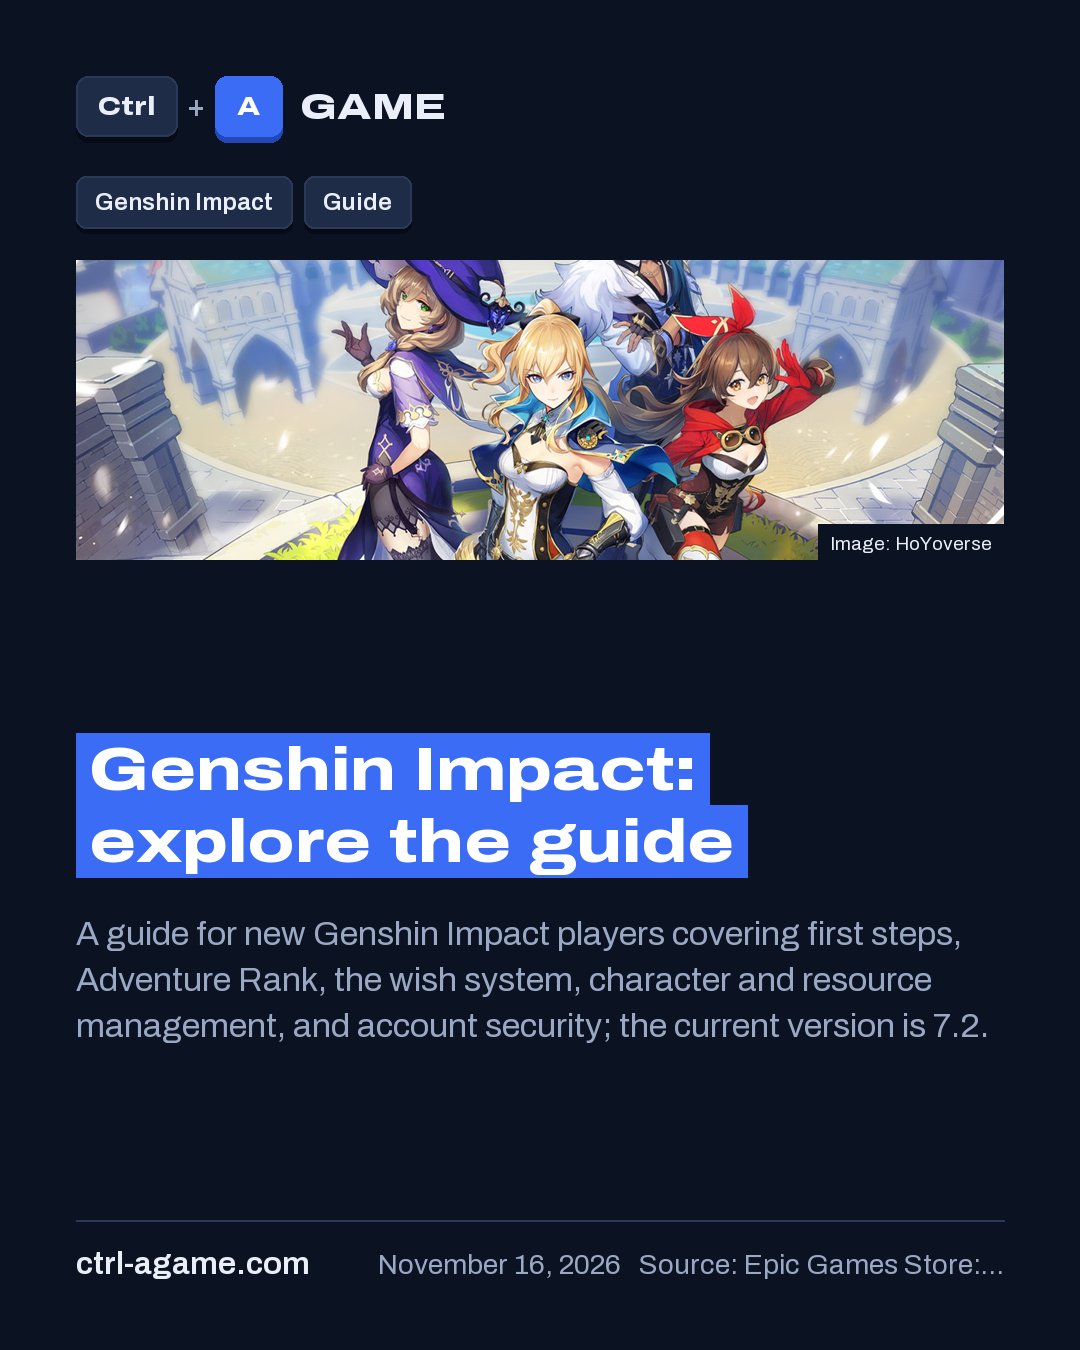 Ctrl + A GAME
Genshin Impact Guide
Image: HoYoverse
Genshin Impact:
explore the guide
A guide for new Genshin Impact players covering first steps,
Adventure Rank, the wish system, character and resource
management, and account security; the current version is 7.2.
ctrl-agame.com November 16, 2026 Source: Epic Games Store:...